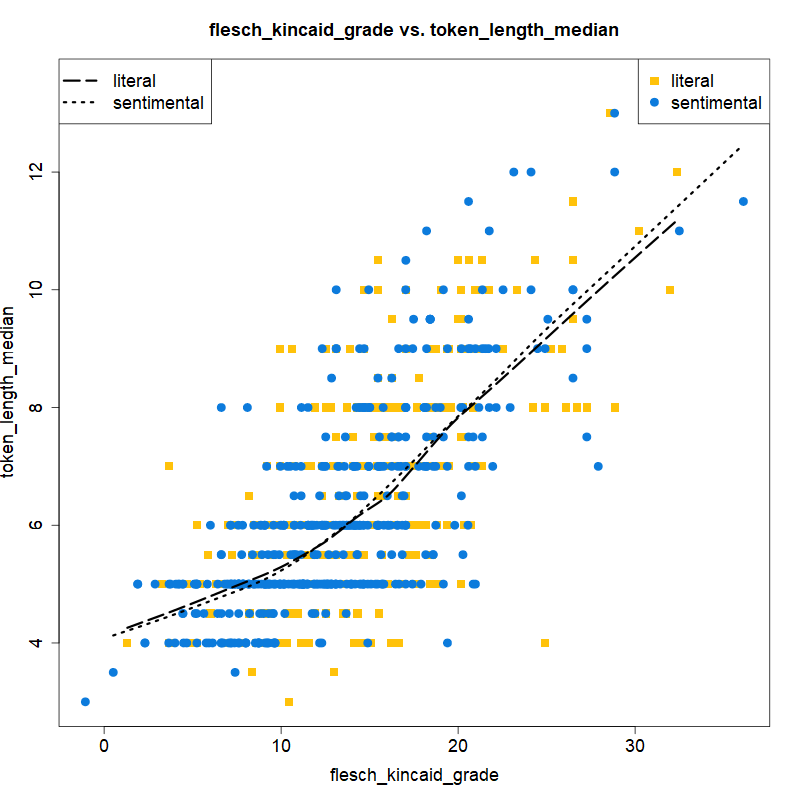 flesch_kincaid_grade vs. token_length_median
literal
sentimental
literal
sentimental
token_length_median
12
10
8
6
4
0 10 20 30
flesch_kincaid_grade